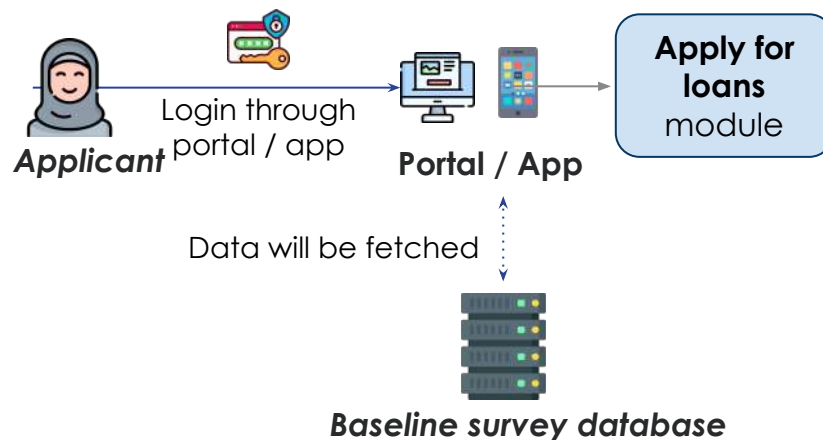 Apply for
loans
module
Login through
portal / app
Applicant
Portal / App
Data will be fetched
Baseline survey database